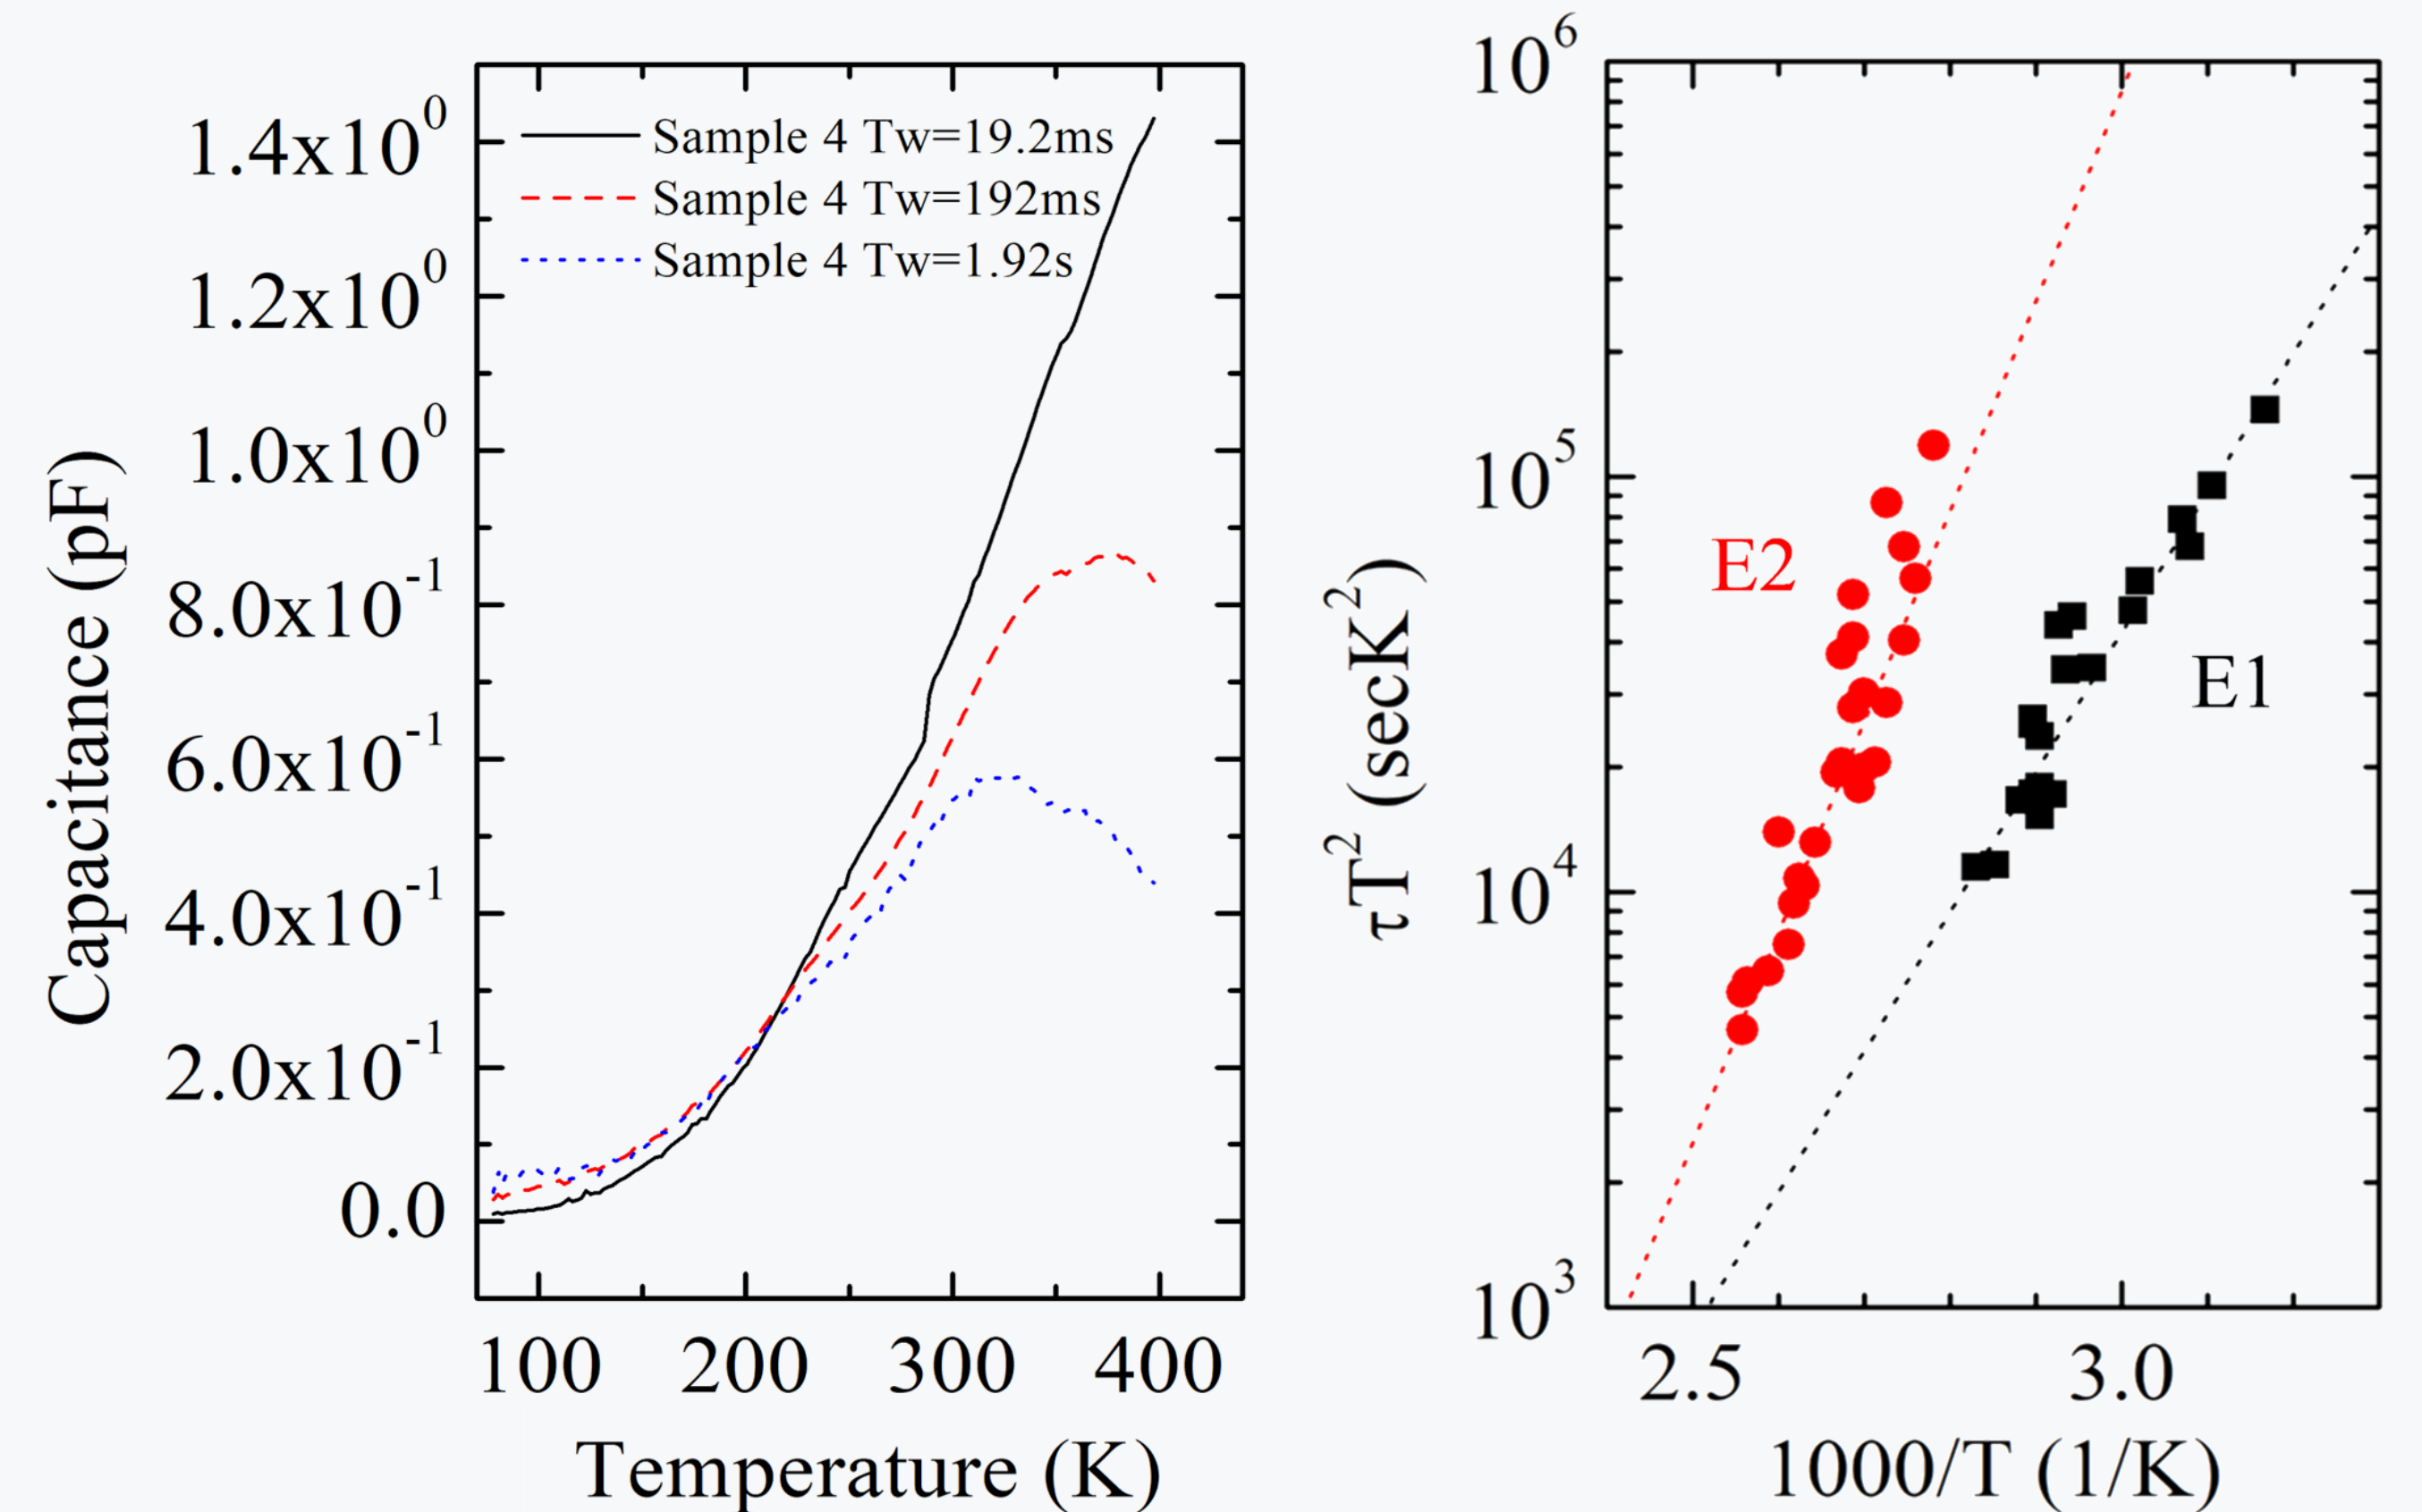 Capacitance (pF)
1.4x10^0
1.2x10^0
1.0x10^0
8.0x10^-1
6.0x10^-1
4.0x10^-1
2.0x10^-1
0.0
Sample 4 Tw=19.2ms
Sample 4 Tw=192ms
Sample 4 Tw=1.92s
100 200 300 400
Temperature (K)
τT^2 (secK^2)
10^6
10^5
10^4
10^3
E2
E1
2.5 3.0
1000/T (1/K)